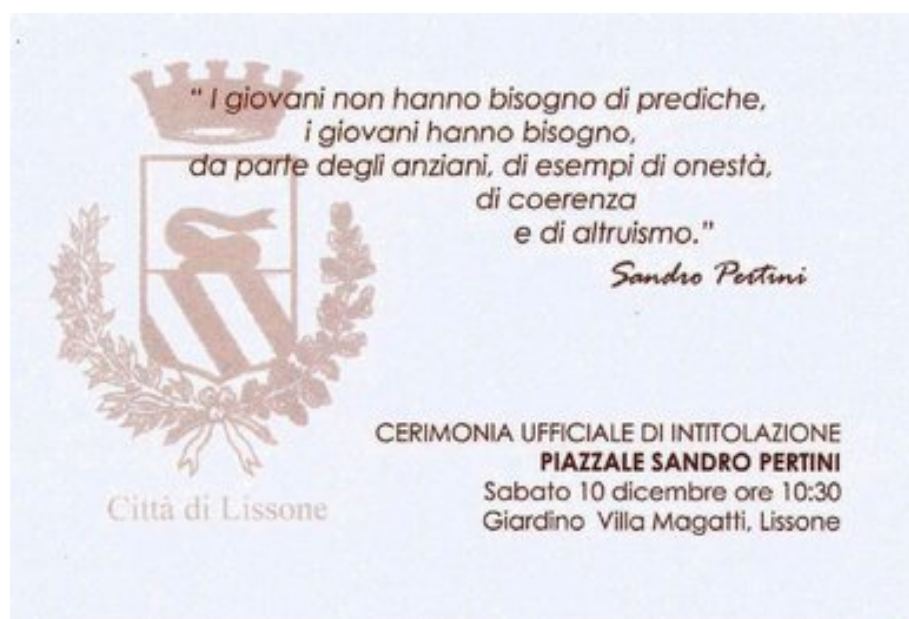 " I giovani non hanno bisogno di prediche,
i giovani hanno bisogno,
da parte degli anziani, di esempi di onestà,
di coerenza
e di altruismo."
Sandro Pertini
CERIMONIA UFFICIALE DI INTITOLAZIONE
PIAZZALE SANDRO PERTINI
Sabato 10 dicembre ore 10:30
Giardino Villa Magatti, Lissone
Città di Lissone